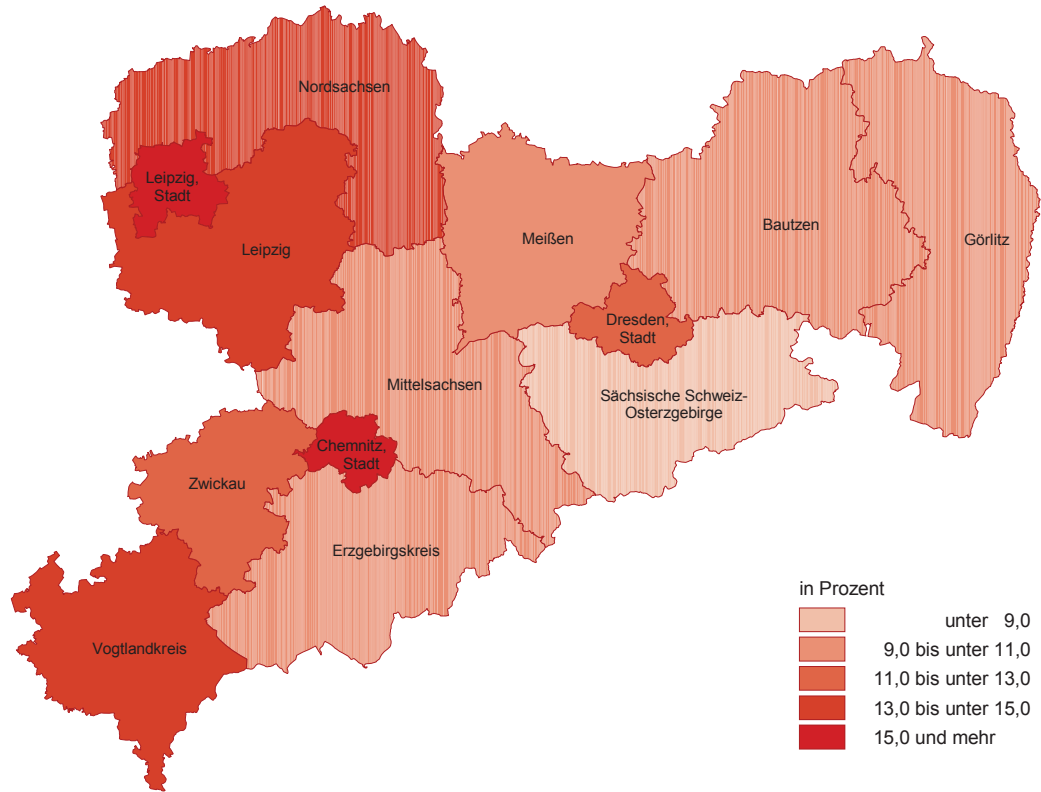 Nordsachsen
Leipzig,
Stadt
Leipzig
Meißen
Bautzen
Görlitz
Dresden,
Stadt
Mittelsachsen
Sächsische Schweiz-
Osterzgebirge
Chemnitz,
Stadt
Zwickau
Erzgebirgskreis
Vogtlandkreis
in Prozent
unter 9,0
9,0 bis unter 11,0
11,0 bis unter 13,0
13,0 bis unter 15,0
15,0 und mehr